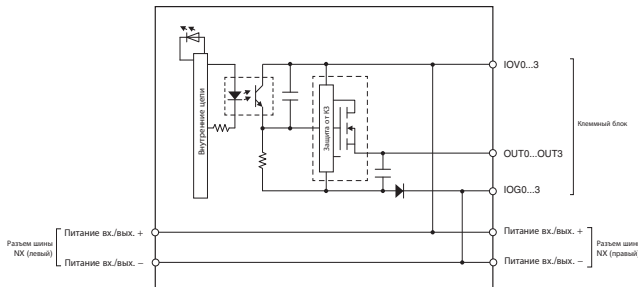 IOV0...3
Внутренние цепи
Защита от КЗ
Клеммный блок
OUT0...OUT3
IOG0...3
Разъем шины
NX (левый)
Питание вх./вых. +
Питание вх./вых. –
Питание вх./вых. +
Питание вх./вых. –
Разъем шины
NX (правый)